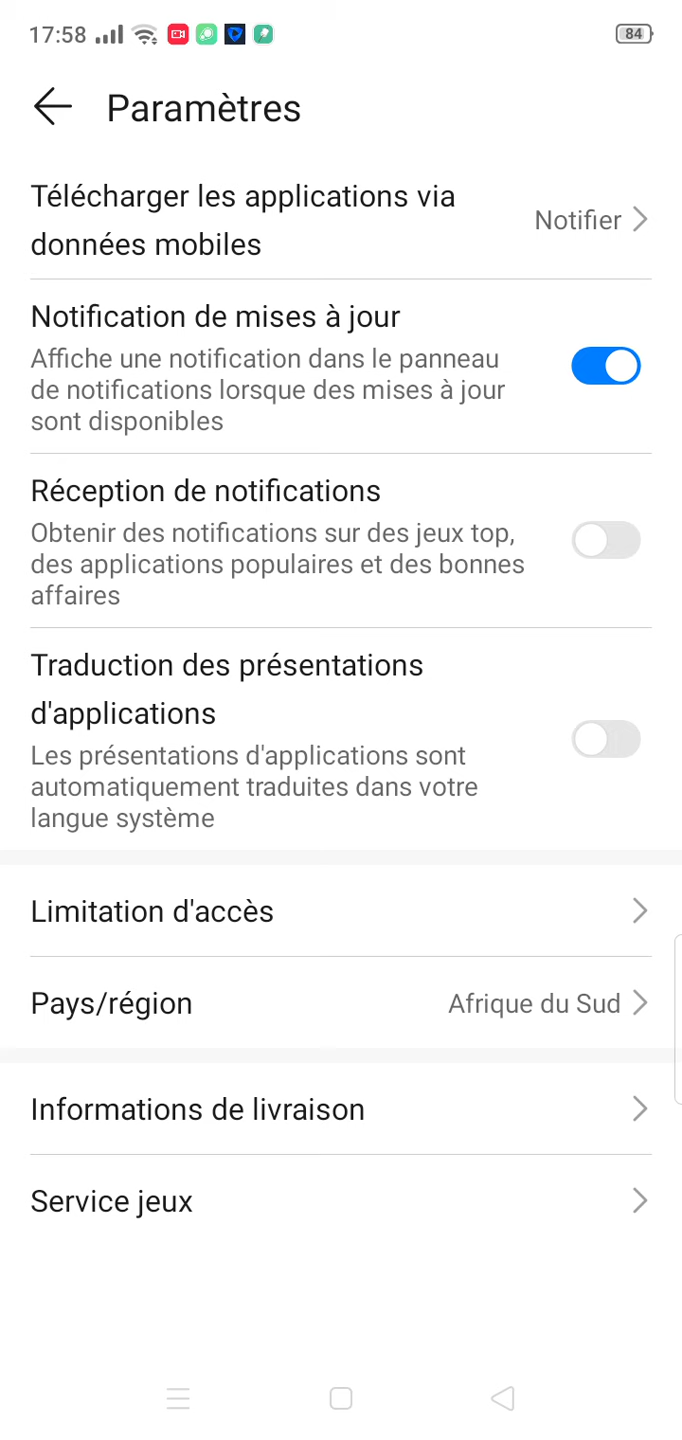 17:58
84
Paramètres
Télécharger les applications via
données mobiles
Notifier
Notification de mises à jour
Affiche une notification dans le panneau
de notifications lorsque des mises à jour
sont disponibles
Réception de notifications
Obtenir des notifications sur des jeux top,
des applications populaires et des bonnes
affaires
Traduction des présentations
d'applications
Les présentations d'applications sont
automatiquement traduites dans votre
langue système
Limitation d'accès
Pays/région
Afrique du Sud
Informations de livraison
Service jeux